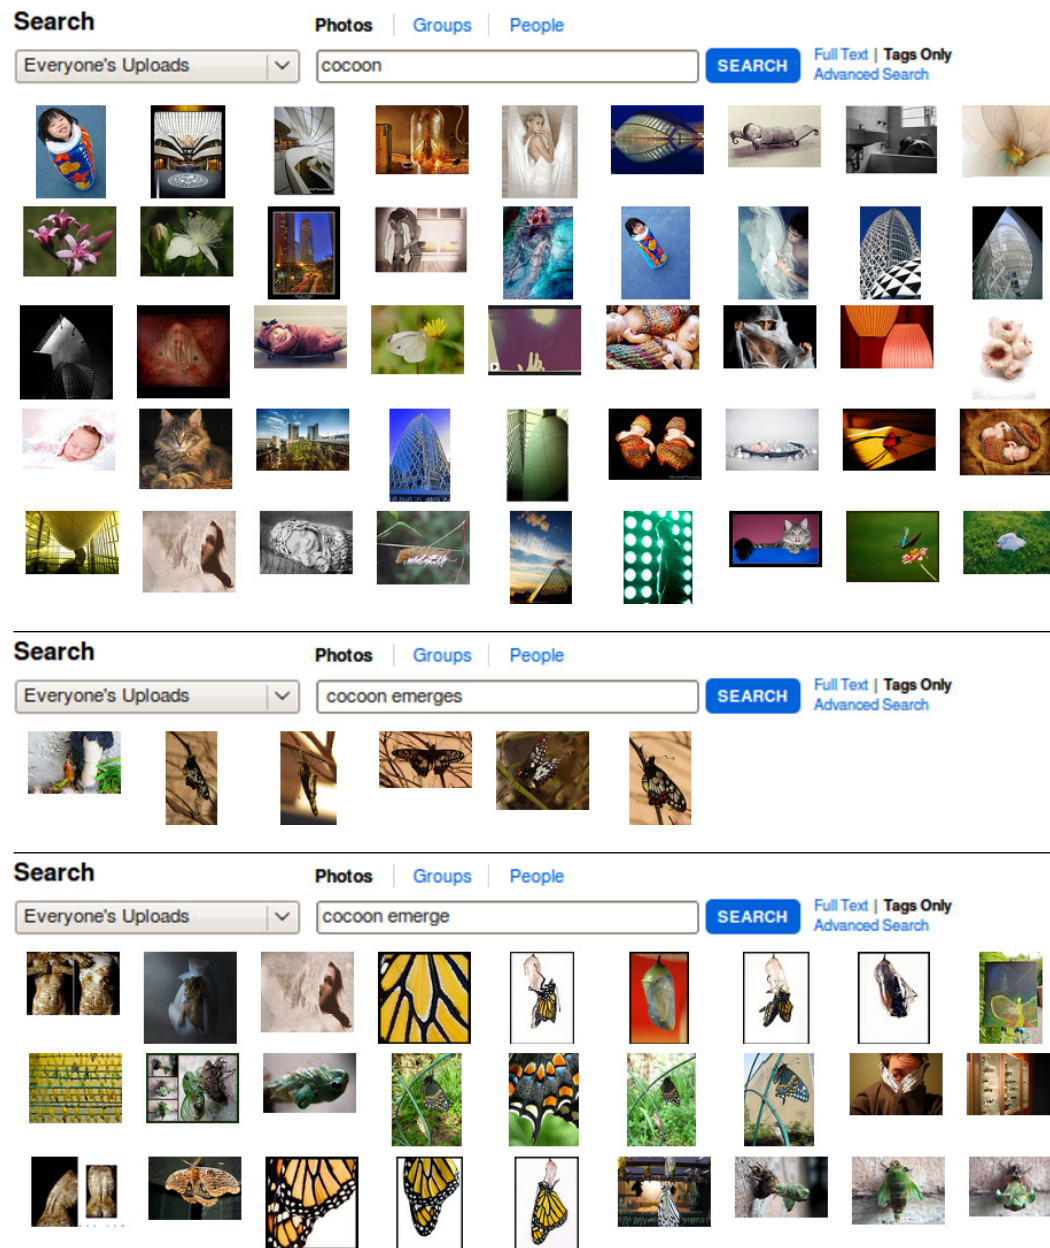 Search
Photos Groups People
Everyone's Uploads cocoon SEARCH Full Text | Tags Only
Advanced Search
Search
Photos Groups People
Everyone's Uploads cocoon emerges SEARCH Full Text | Tags Only
Advanced Search
Search
Photos Groups People
Everyone's Uploads cocoon emerge SEARCH Full Text | Tags Only
Advanced Search